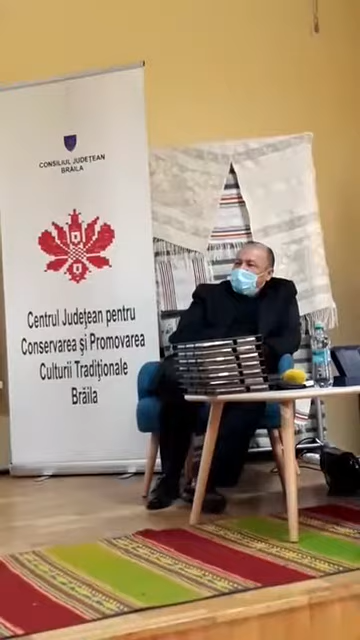 CONSILIUL JUDEȚEAN
BRĂILA
Centrul Județean pentru
Conservarea și Promovarea
Culturii Tradiționale
Brăila